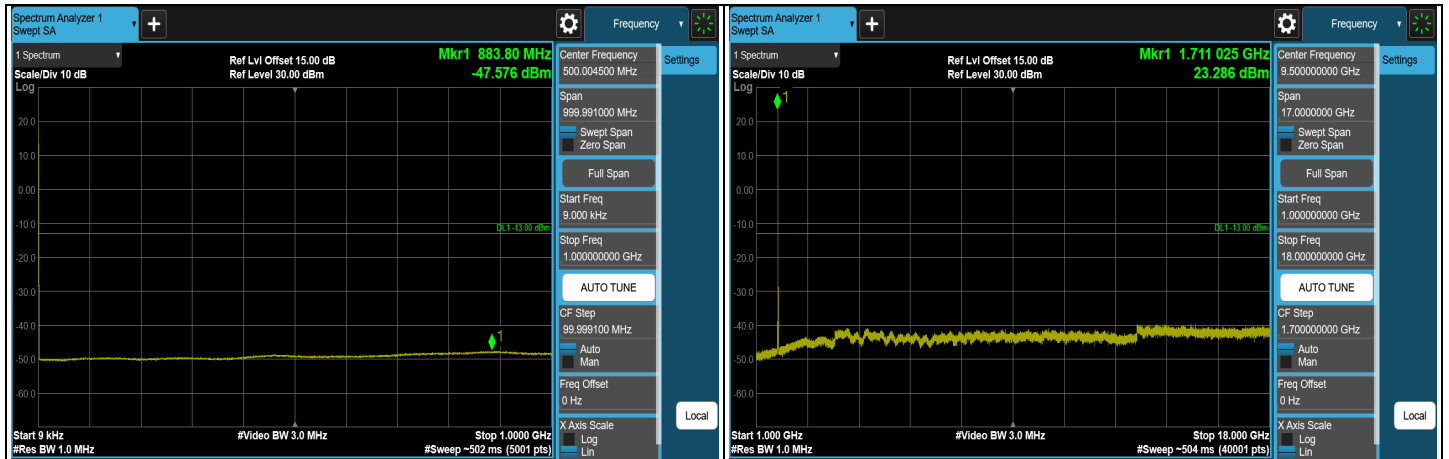 Spectrum Analyzer 1
Swept SA
+
Frequency
1 Spectrum
Scale/Div 10 dB
Log
Ref Lvl Offset 15.00 dB
Ref Level 30.00 dBm
Mkr1 883.80 MHz
-47.576 dBm
20.0
10.0
0.00
-10.0
-20.0
-30.0
-40.0
-50.0
-60.0
DL1 -13.00 dBm
1
Start 9 kHz
#Res BW 1.0 MHz
#Video BW 3.0 MHz
Stop 1.0000 GHz
#Sweep ~502 ms (5001 pts)
Center Frequency
500.004500 MHz
Span
999.991000 MHz
Swept Span
Zero Span
Full Span
Start Freq
9.000 kHz
Stop Freq
1.000000000 GHz
AUTO TUNE
CF Step
99.999100 MHz
Auto
Man
Freq Offset
0 Hz
X Axis Scale
Log
Lin
Settings
Local
Spectrum Analyzer 1
Swept SA
+
Frequency
1 Spectrum
Scale/Div 10 dB
Log
Ref Lvl Offset 15.00 dB
Ref Level 30.00 dBm
Mkr1 1.711 025 GHz
23.286 dBm
1
20.0
10.0
0.00
-10.0
-20.0
-30.0
-40.0
-50.0
-60.0
DL1 -13.00 dBm
Start 1.000 GHz
#Res BW 1.0 MHz
#Video BW 3.0 MHz
Stop 18.000 GHz
#Sweep ~504 ms (40001 pts)
Center Frequency
9.500000000 GHz
Span
17.0000000 GHz
Swept Span
Zero Span
Full Span
Start Freq
1.000000000 GHz
Stop Freq
18.000000000 GHz
AUTO TUNE
CF Step
1.700000000 GHz
Auto
Man
Freq Offset
0 Hz
X Axis Scale
Log
Lin
Settings
Local